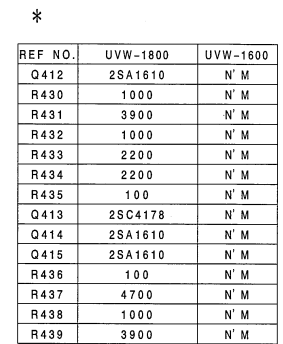 *
REF NO. UVW-1800 UVW-1600
Q412 2SA1610 N'M
R430 1000 N'M
R431 3900 N'M
R432 1000 N'M
R433 2200 N'M
R434 2200 N'M
R435 100 N'M
Q413 2SC4178 N'M
Q414 2SA1610 N'M
Q415 2SA1610 N'M
R436 100 N'M
R437 4700 N'M
R438 1000 N'M
R439 3900 N'M